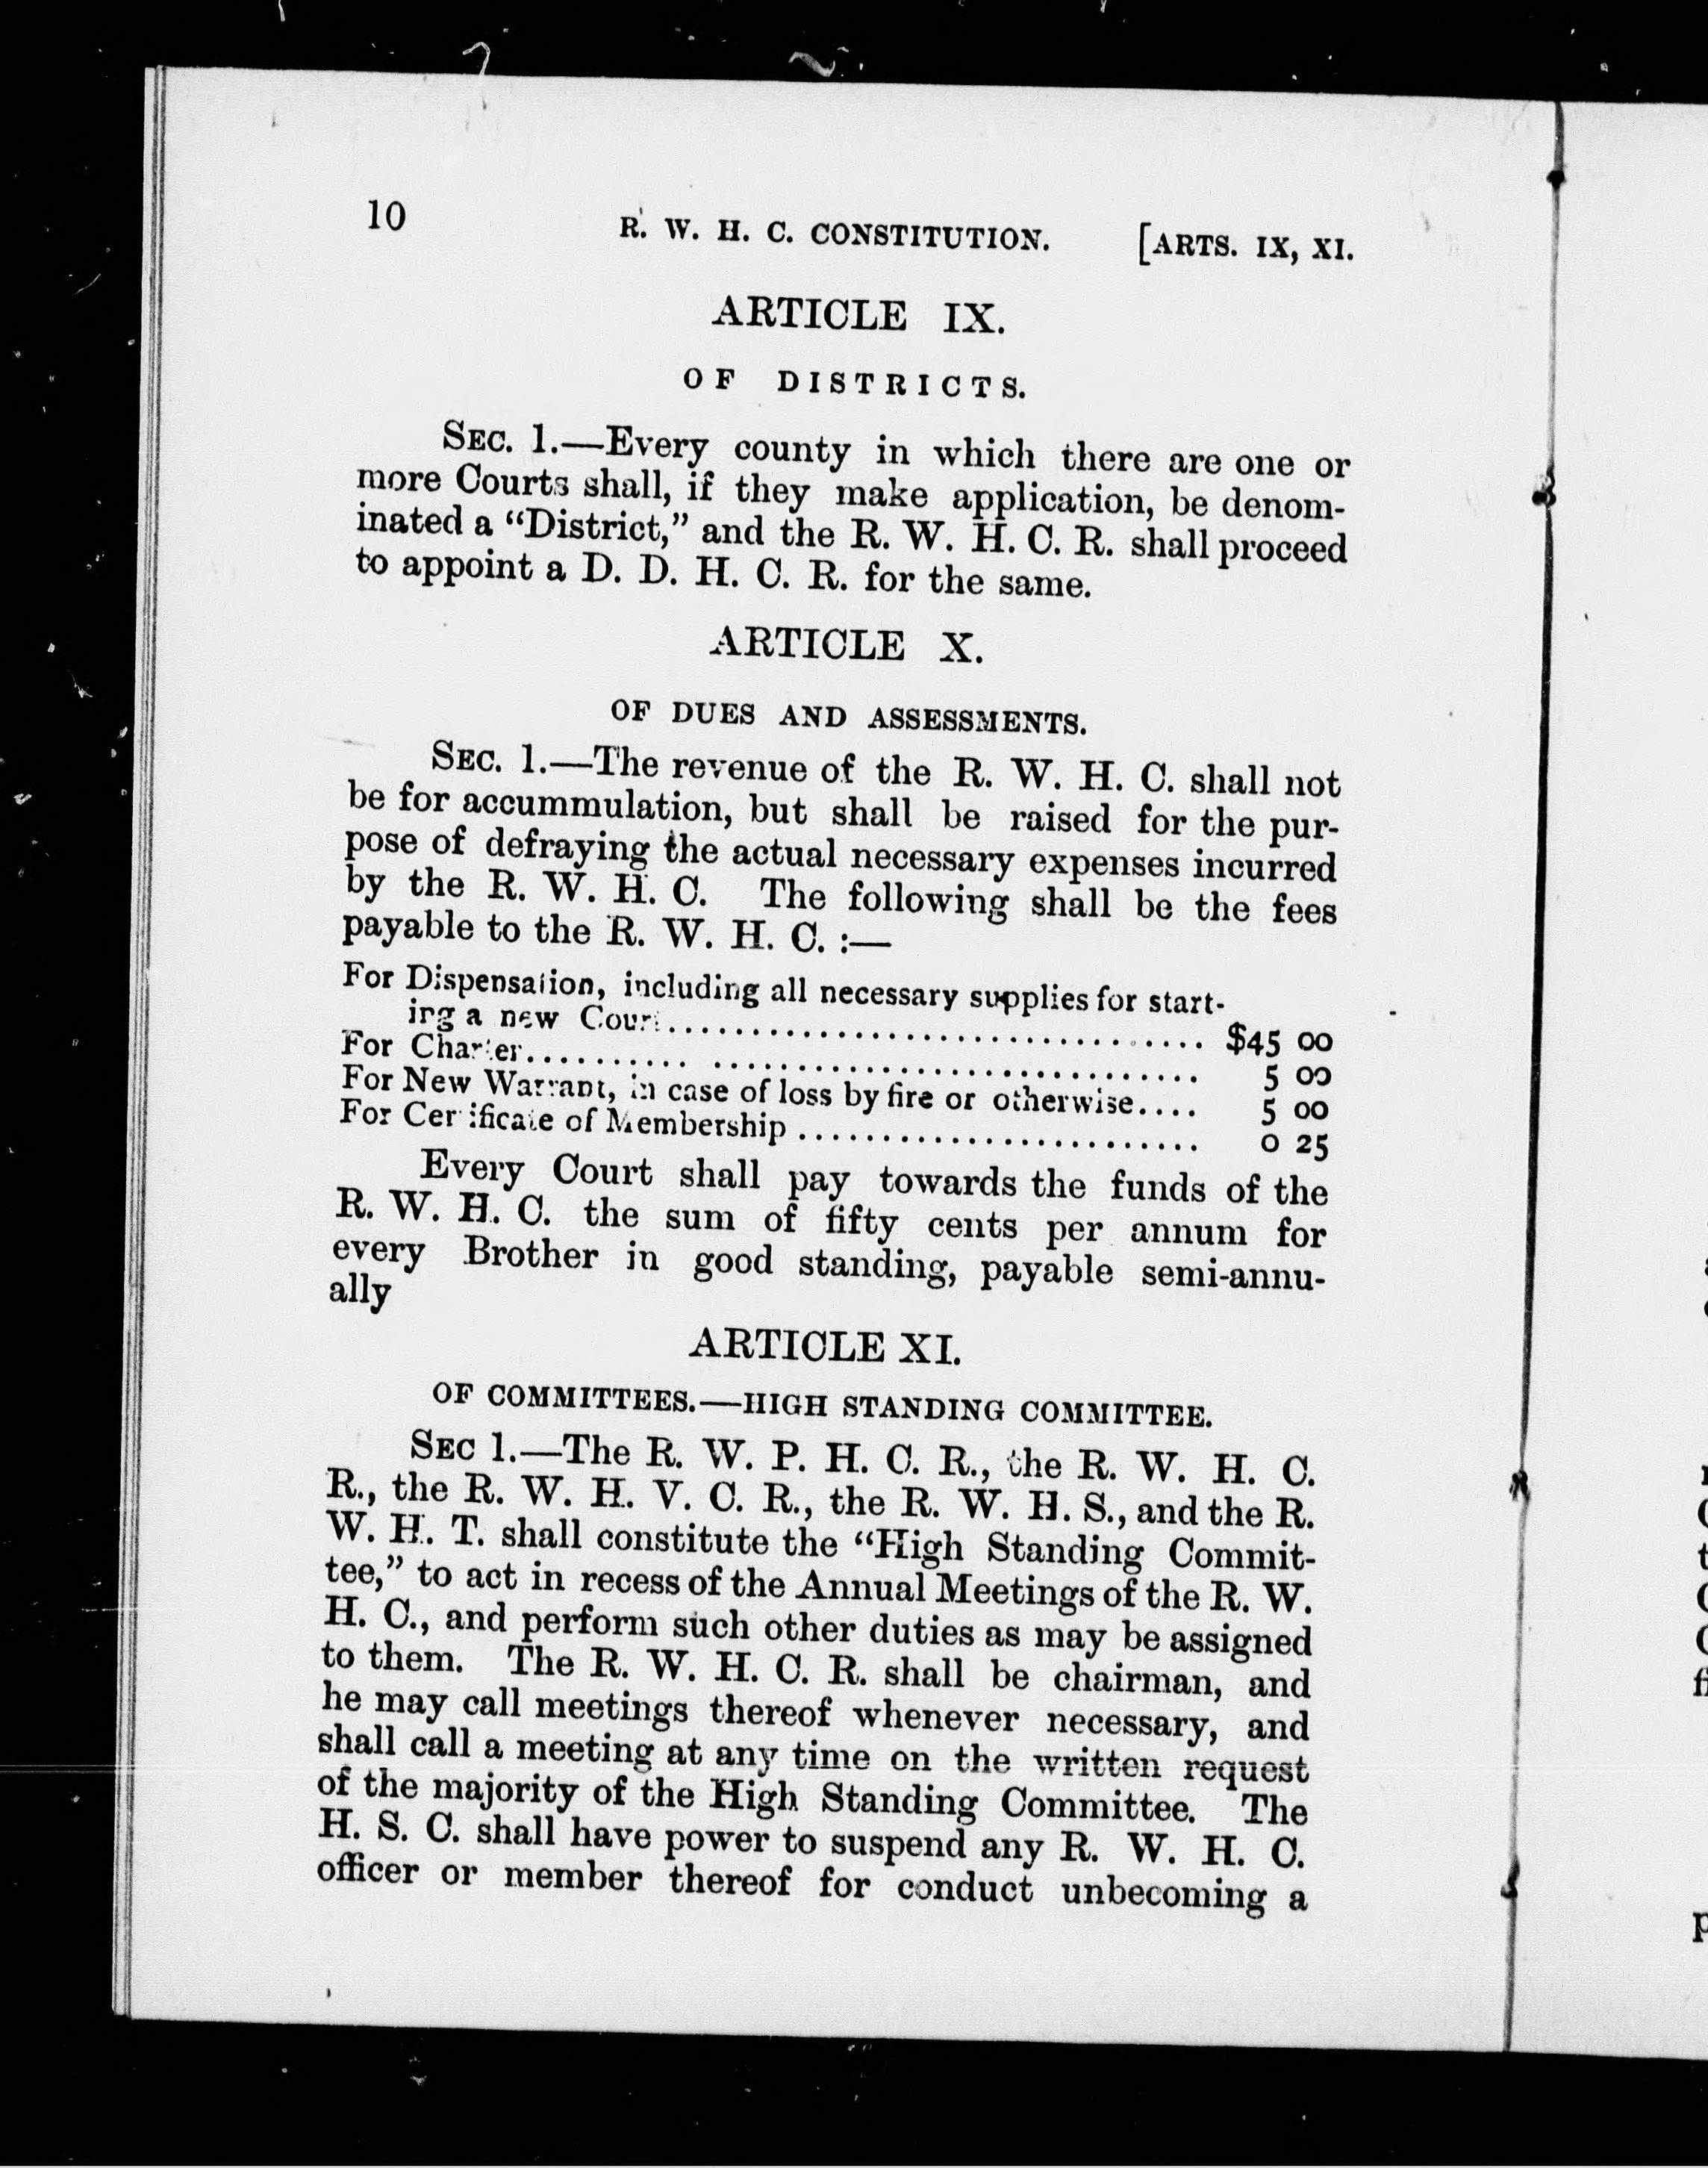 10
R. W. H. C. CONSTITUTION. [ARTS. IX, XI.
ARTICLE IX.
OF DISTRICTS.
SEC. 1.—Every county in which there are one or
more Courts shall, if they make application, be denom-
inated a “District,” and the R. W. H. C. R. shall proceed
to appoint a D. D. H. C. R. for the same.
ARTICLE X.
OF DUES AND ASSESSMENTS.
SEC. 1.—The revenue of the R. W. H. C. shall not
be for accummulation, but shall be raised for the pur-
pose of defraying the actual necessary expenses incurred
by the R. W. H. C. The following shall be the fees
payable to the R. W. H. C. :—
For Dispensation, including all necessary supplies for start-
ing a new Court........................................ $45 00
For Charter.......... ................................ 5 00
For New Warrant, in case of loss by fire or otherwise.... 5 00
For Certificate of Membership ......................... 0 25
Every Court shall pay towards the funds of the
R. W. H. C. the sum of fifty cents per annum for
every Brother in good standing, payable semi-annu-
ally
ARTICLE XI.
OF COMMITTEES.—HIGH STANDING COMMITTEE.
SEC 1.—The R. W. P. H. C. R., the R. W. H. C.
R., the R. W. H. V. C. R., the R. W. H. S., and the R.
W. H. T. shall constitute the “High Standing Commit-
tee,” to act in recess of the Annual Meetings of the R. W.
H. C., and perform such other duties as may be assigned
to them. The R. W. H. C. R. shall be chairman, and
he may call meetings thereof whenever necessary, and
shall call a meeting at any time on the written request
of the majority of the High Standing Committee. The
H. S. C. shall have power to suspend any R. W. H. C.
officer or member thereof for conduct unbecoming a